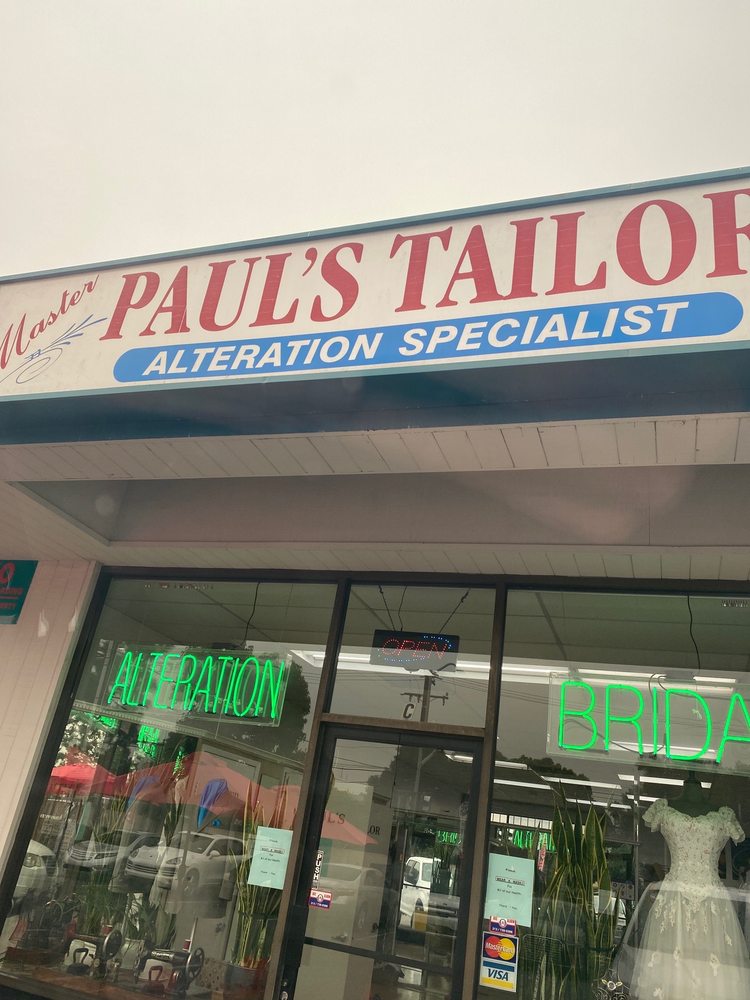 Master
PAUL'S TAILOR
ALTERATION SPECIALIST
OPEN
ALTERATION
BRIDA
C
PUSH
MasterCard
VISA